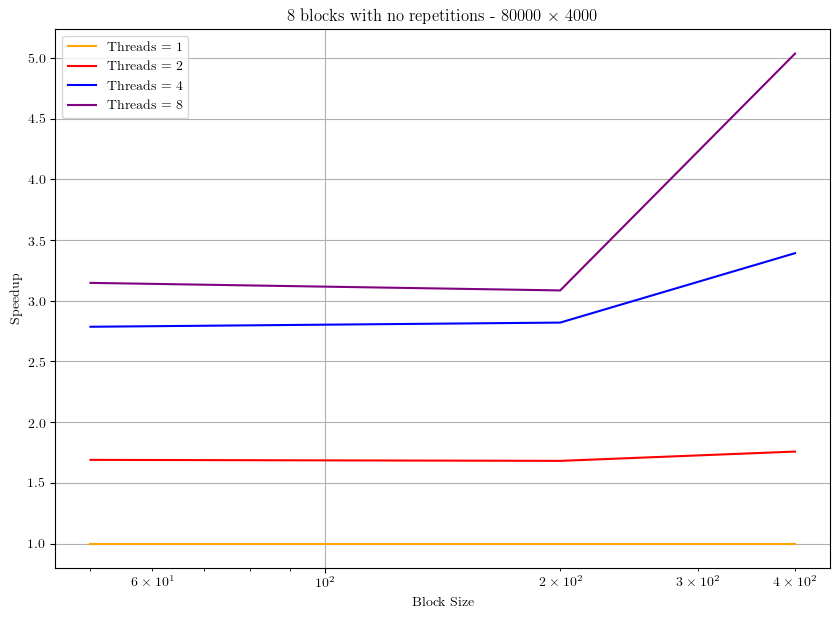 8 blocks with no repetitions - 80000 × 4000
Threads = 1
Threads = 2
Threads = 4
Threads = 8
5.0
4.5
4.0
3.5
3.0
2.5
2.0
1.5
1.0
Speedup
6 × 10¹
10²
2 × 10²
3 × 10²
4 × 10²
Block Size